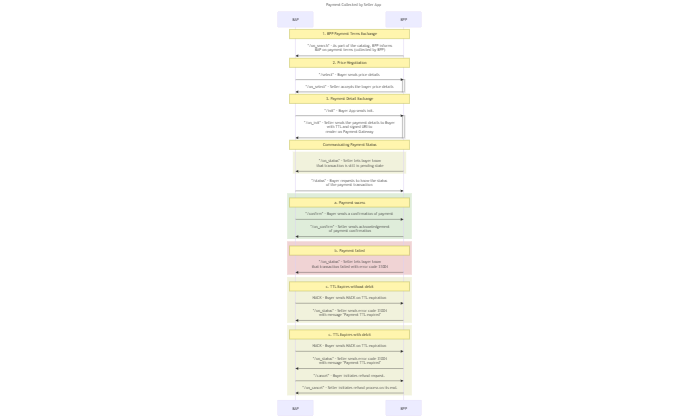 Payment Collected by Seller App
BAP
BPP
1. BPP Payment Terms Exchange
"/on_search" - As part of the catalog, BPP informs
BAP on payment terms (collected by BPP)
2. Price Negotiation
"/select" - Buyer sends price details
"/on_select" - Seller accepts the buyer price details
3. Payment Detail Exchange
"/init" - Buyer App sends init.
"/on_init" - Seller sends the payment details to Buyer
with TTL and signed URI to
render on Payment Gateway
Communicating Payment Status
"/on_status" - Seller lets buyer know
that transaction is still in pending state
"/status" - Buyer requests to know the status
of the payment transaction
a. Payment success
"/confirm" - Buyer sends a confirmation of payment
"/on_confirm" - Seller sends acknowledgement
of payment confirmation
b. Payment failed
"/on_status" - Seller lets buyer know
that transaction failed with error code
c. TTL Expires without debit
NACK - Buyer sends NACK as TTL expiration
"/on_status" - Seller sends error code
with message "Payment TTL expired"
TTL Expires with debit
NACK - Buyer sends NACK as TTL expiration
"/on_status" - Seller sends error code
with message "Payment TTL expired"
"/cancel" - Buyer initiates refund request.
"/on_cancel" - Seller initiates refund process on its end
BAP
BPP